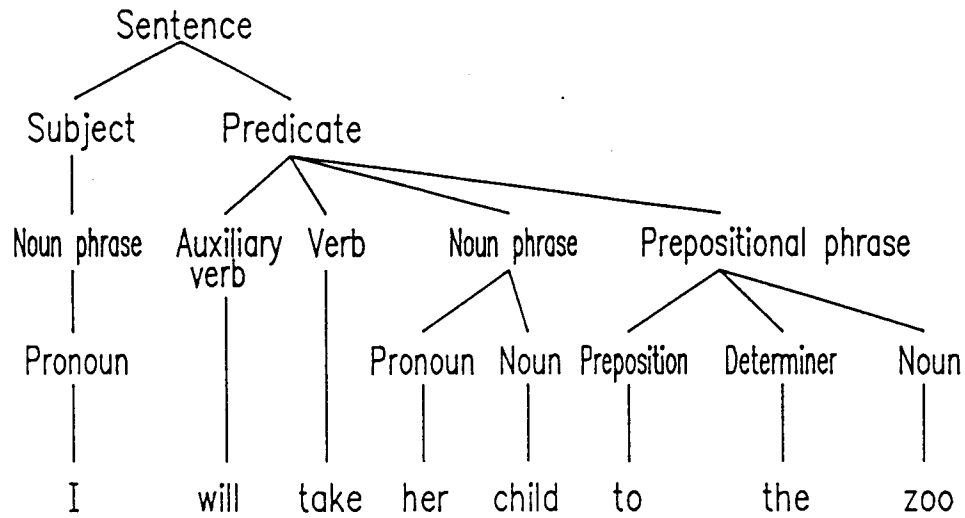 Sentence
Subject Predicate
Noun phrase Auxiliary verb Verb Noun phrase Prepositional phrase
Pronoun Pronoun Noun Preposition Determiner Noun
I will take her child to the zoo